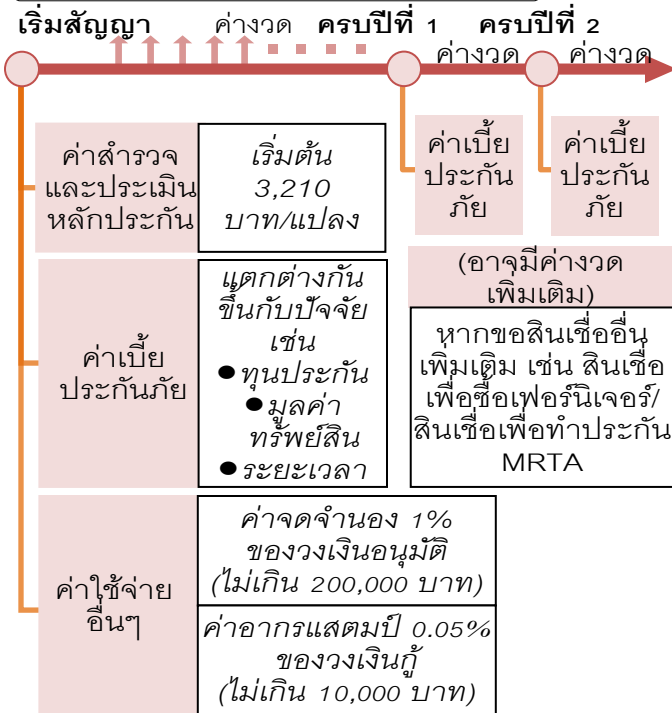 เริ่มสัญญา ค่างวด ครบปีที่ 1 ครบปีที่ 2
ค่างวด ค่างวด
ค่าสำรวจ
และประเมิน
หลักประกัน
เริ่มต้น
3,210
บาท/แปลง
ค่าเบี้ย
ประกัน
ภัย
ค่าเบี้ย
ประกัน
ภัย
ค่าเบี้ย
ประกันภัย
แตกต่างกัน
ขึ้นกับปัจจัย
เช่น
● ทุนประกัน
● มูลค่า
ทรัพย์สิน
● ระยะเวลา
(อาจมีค่างวด
เพิ่มเติม)
หากขอสินเชื่ออื่น
เพิ่มเติม เช่น สินเชื่อ
เพื่อซื้อเฟอร์นิเจอร์/
สินเชื่อเพื่อทำประกัน
MRTA
ค่าใช้จ่าย
อื่นๆ
ค่าจดจำนอง 1%
ของวงเงินอนุมัติ
(ไม่เกิน 200,000 บาท)
ค่าอากรแสตมป์ 0.05%
ของวงเงินกู้
(ไม่เกิน 10,000 บาท)